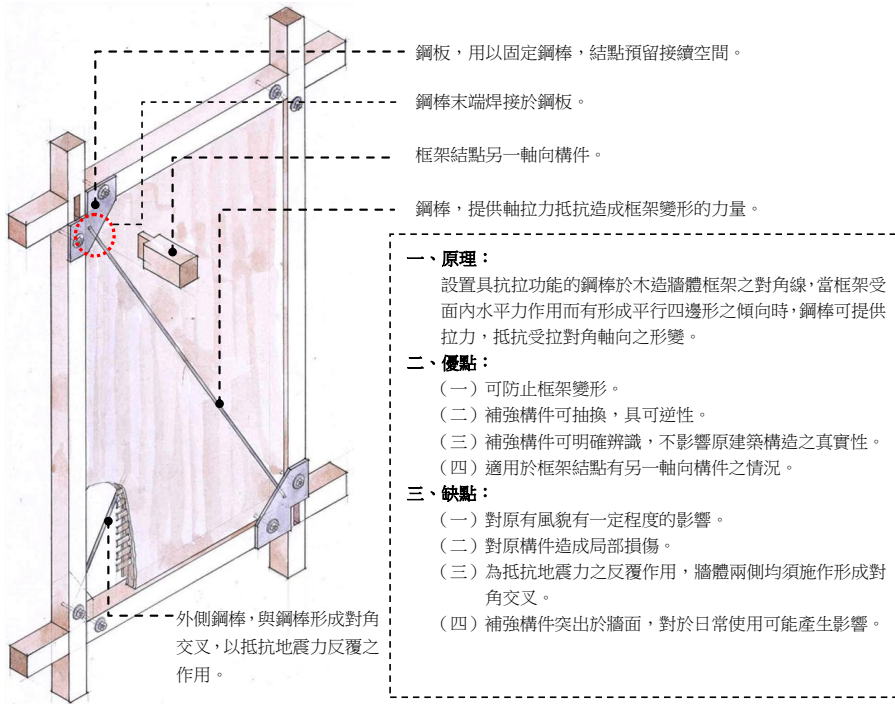 鋼板，用以固定鋼棒，結點預留接續空間。
鋼棒末端焊接於鋼板。
框架結點另一軸向構件。
鋼棒，提供軸拉力抵抗造成框架變形的力量。
一、原理：
設置具抗拉功能的鋼棒於木造牆體框架之對角線，當框架受
面內水平力作用而有形成平行四邊形之傾向時，鋼棒可提供
拉力，抵抗受拉對角軸向之形變。
二、優點：
（一）可防止框架變形。
（二）補強構件可抽換，具可逆性。
（三）補強構件可明確辨識，不影響原建築構造之真實性。
（四）適用於框架結點有另一軸向構件之情況。
三、缺點：
（一）對原有風貌有一定程度的影響。
（二）對原構件造成局部損傷。
（三）為抵抗地震力之反覆作用，牆體兩側均須施作形成對
角交叉。
（四）補強構件突出於牆面，對於日常使用可能產生影響。
外側鋼棒，與鋼棒形成對角
交叉，以抵抗地震力反覆之
作用。